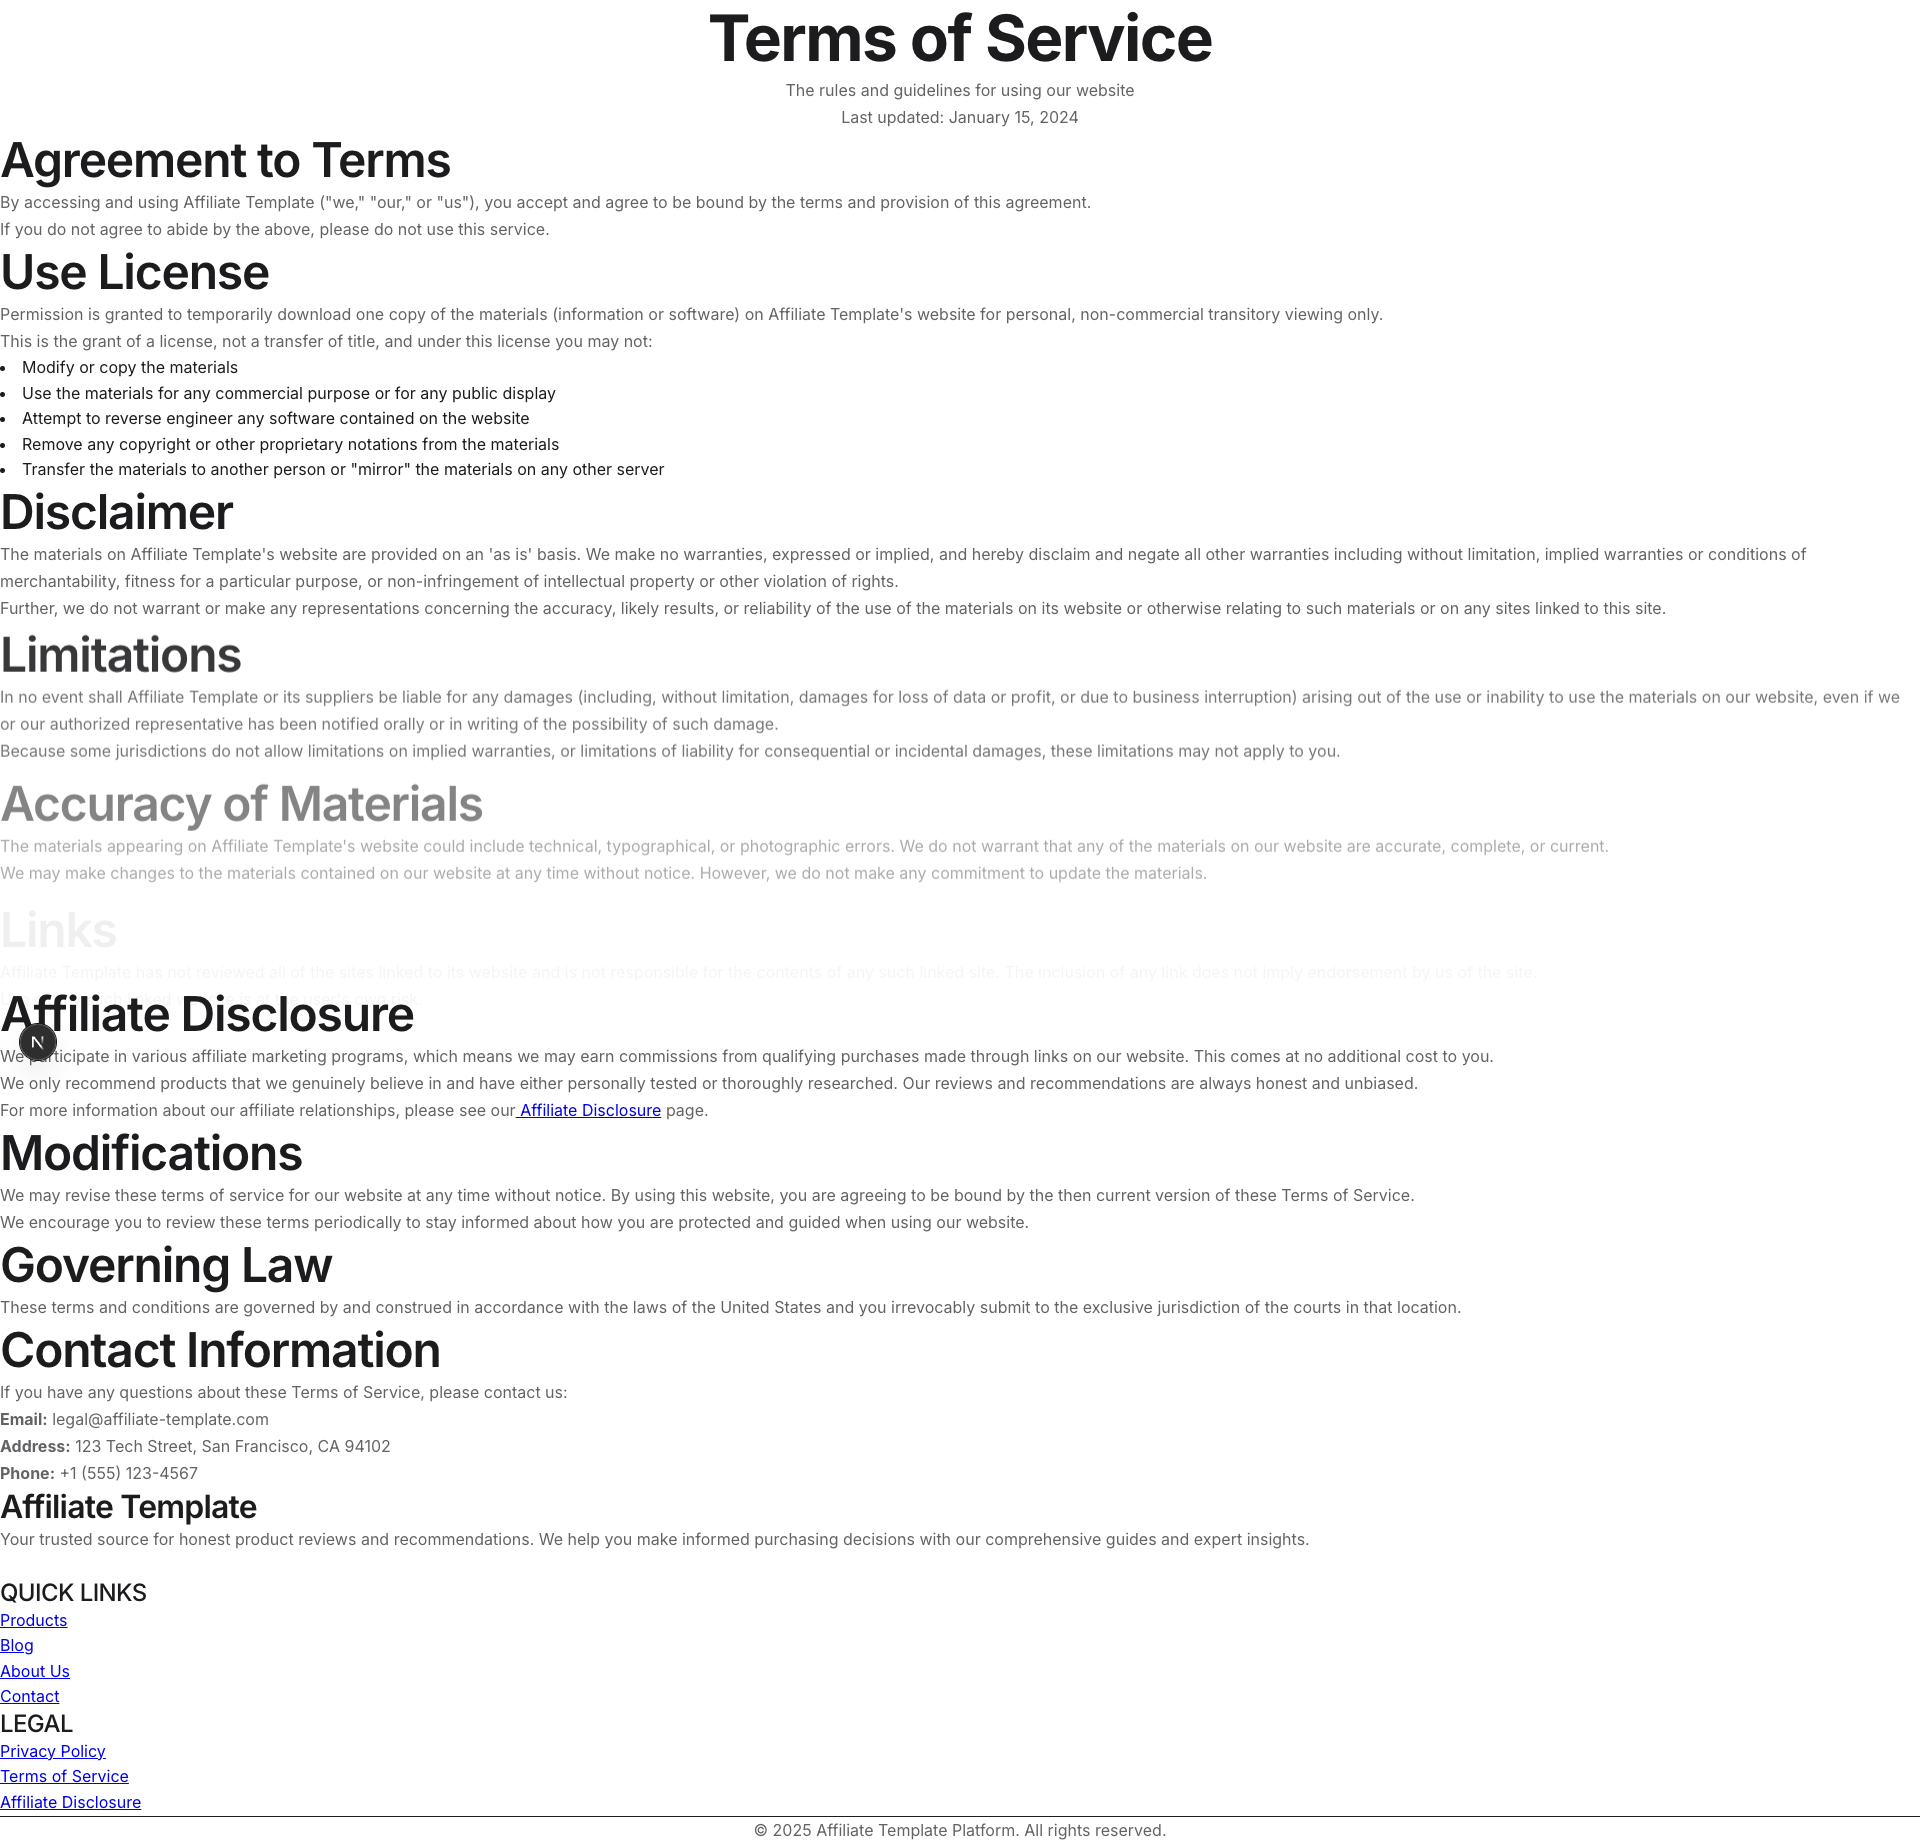 Terms of Service
The rules and guidelines for using our website
Last updated: January 15, 2024
Agreement to Terms
By accessing and using Affiliate Template ("we," "our," or "us"), you accept and agree to be bound by the terms and provision of this agreement.
If you do not agree to abide by the above, please do not use this service.
Use License
Permission is granted to temporarily download one copy of the materials (information or software) on Affiliate Template's website for personal, non-commercial transitory viewing only.
This is the grant of a license, not a transfer of title, and under this license you may not:
• Modify or copy the materials
• Use the materials for any commercial purpose or for any public display
• Attempt to reverse engineer any software contained on the website
• Remove any copyright or other proprietary notations from the materials
• Transfer the materials to another person or "mirror" the materials on any other server
Disclaimer
The materials on Affiliate Template's website are provided on an 'as is' basis. We make no warranties, expressed or implied, and hereby disclaim and negate all other warranties including without limitation, implied warranties or conditions of
merchantability, fitness for a particular purpose, or non-infringement of intellectual property or other violation of rights.
Further, we do not warrant or make any representations concerning the accuracy, likely results, or reliability of the use of the materials on its website or otherwise relating to such materials or on any sites linked to this site.
Limitations
In no event shall Affiliate Template or its suppliers be liable for any damages (including, without limitation, damages for loss of data or profit, or due to business interruption) arising out of the use or inability to use the materials on our website, even if we
or our authorized representative has been notified orally or in writing of the possibility of such damage.
Because some jurisdictions do not allow limitations on implied warranties, or limitations of liability for consequential or incidental damages, these limitations may not apply to you.
Accuracy of Materials
The materials appearing on Affiliate Template's website could include technical, typographical, or photographic errors. We do not warrant that any of the materials on our website are accurate, complete, or current.
We may make changes to the materials contained on our website at any time without notice. However, we do not make any commitment to update the materials.
Links
Affiliate Template has not reviewed all of the sites linked to its website and is not responsible for the contents of any such linked site. The inclusion of any link does not imply endorsement by us of the site.
Affiliate Disclosure
N
We participate in various affiliate marketing programs, which means we may earn commissions from qualifying purchases made through links on our website. This comes at no additional cost to you.
We only recommend products that we genuinely believe in and have either personally tested or thoroughly researched. Our reviews and recommendations are always honest and unbiased.
For more information about our affiliate relationships, please see our Affiliate Disclosure page.
Modifications
We may revise these terms of service for our website at any time without notice. By using this website, you are agreeing to be bound by the then current version of these Terms of Service.
We encourage you to review these terms periodically to stay informed about how you are protected and guided when using our website.
Governing Law
These terms and conditions are governed by and construed in accordance with the laws of the United States and you irrevocably submit to the exclusive jurisdiction of the courts in that location.
Contact Information
If you have any questions about these Terms of Service, please contact us:
Email: legal@affiliate-template.com
Address: 123 Tech Street, San Francisco, CA 94102
Phone: +1 (555) 123-4567
Affiliate Template
Your trusted source for honest product reviews and recommendations. We help you make informed purchasing decisions with our comprehensive guides and expert insights.
QUICK LINKS
Products
Blog
About Us
Contact
LEGAL
Privacy Policy
Terms of Service
Affiliate Disclosure
© 2025 Affiliate Template Platform. All rights reserved.